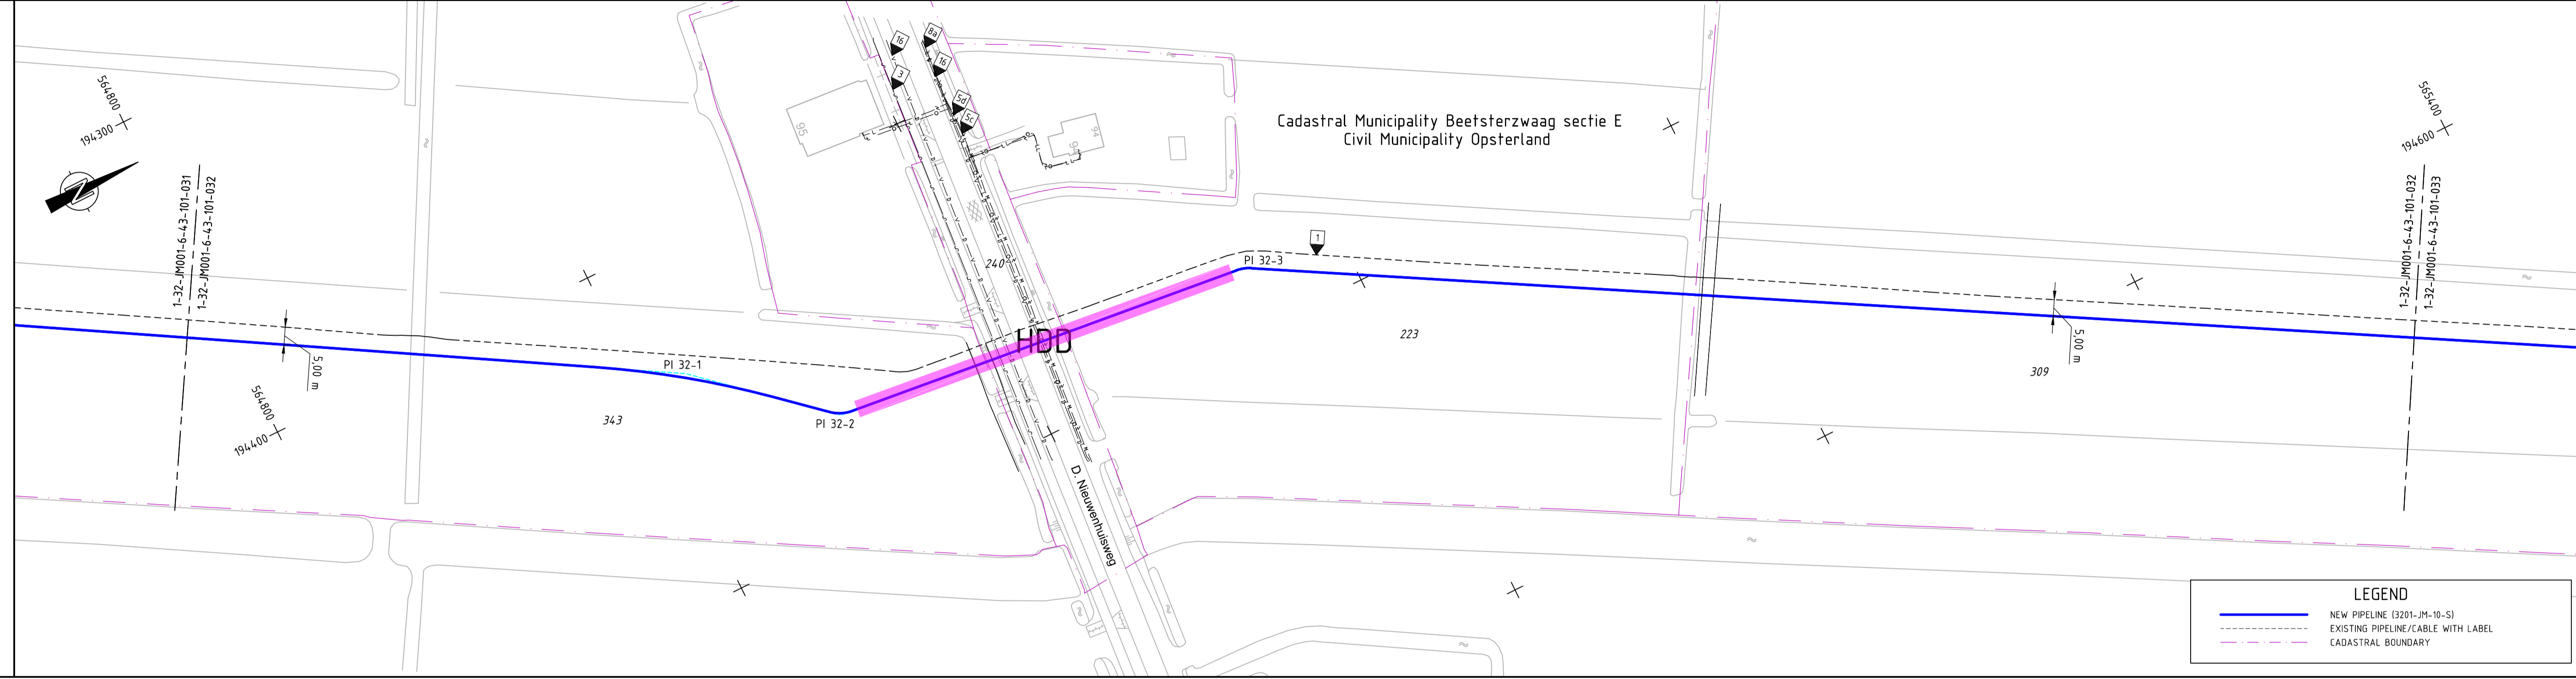 564800
194300
N
1-32-JM001-6-43-101-031
1-32-JM001-6-43-101-032
5,00 m
564800
194400
PI 32-1
343
PI 32-2
95
16
3
8a
16
5d
5c
94
240
HDD
D. Nieuwenhuisweg
PI 32-3
1
Cadastral Municipality Beetsterzwaag sectie E
Civil Municipality Opsterland
223
309
5,00 m
565400
194600
1-32-JM001-6-43-101-032
1-32-JM001-6-43-101-033
LEGEND
NEW PIPELINE (3201-JM-10-S)
EXISTING PIPELINE/CABLE WITH LABEL
CADASTRAL BOUNDARY